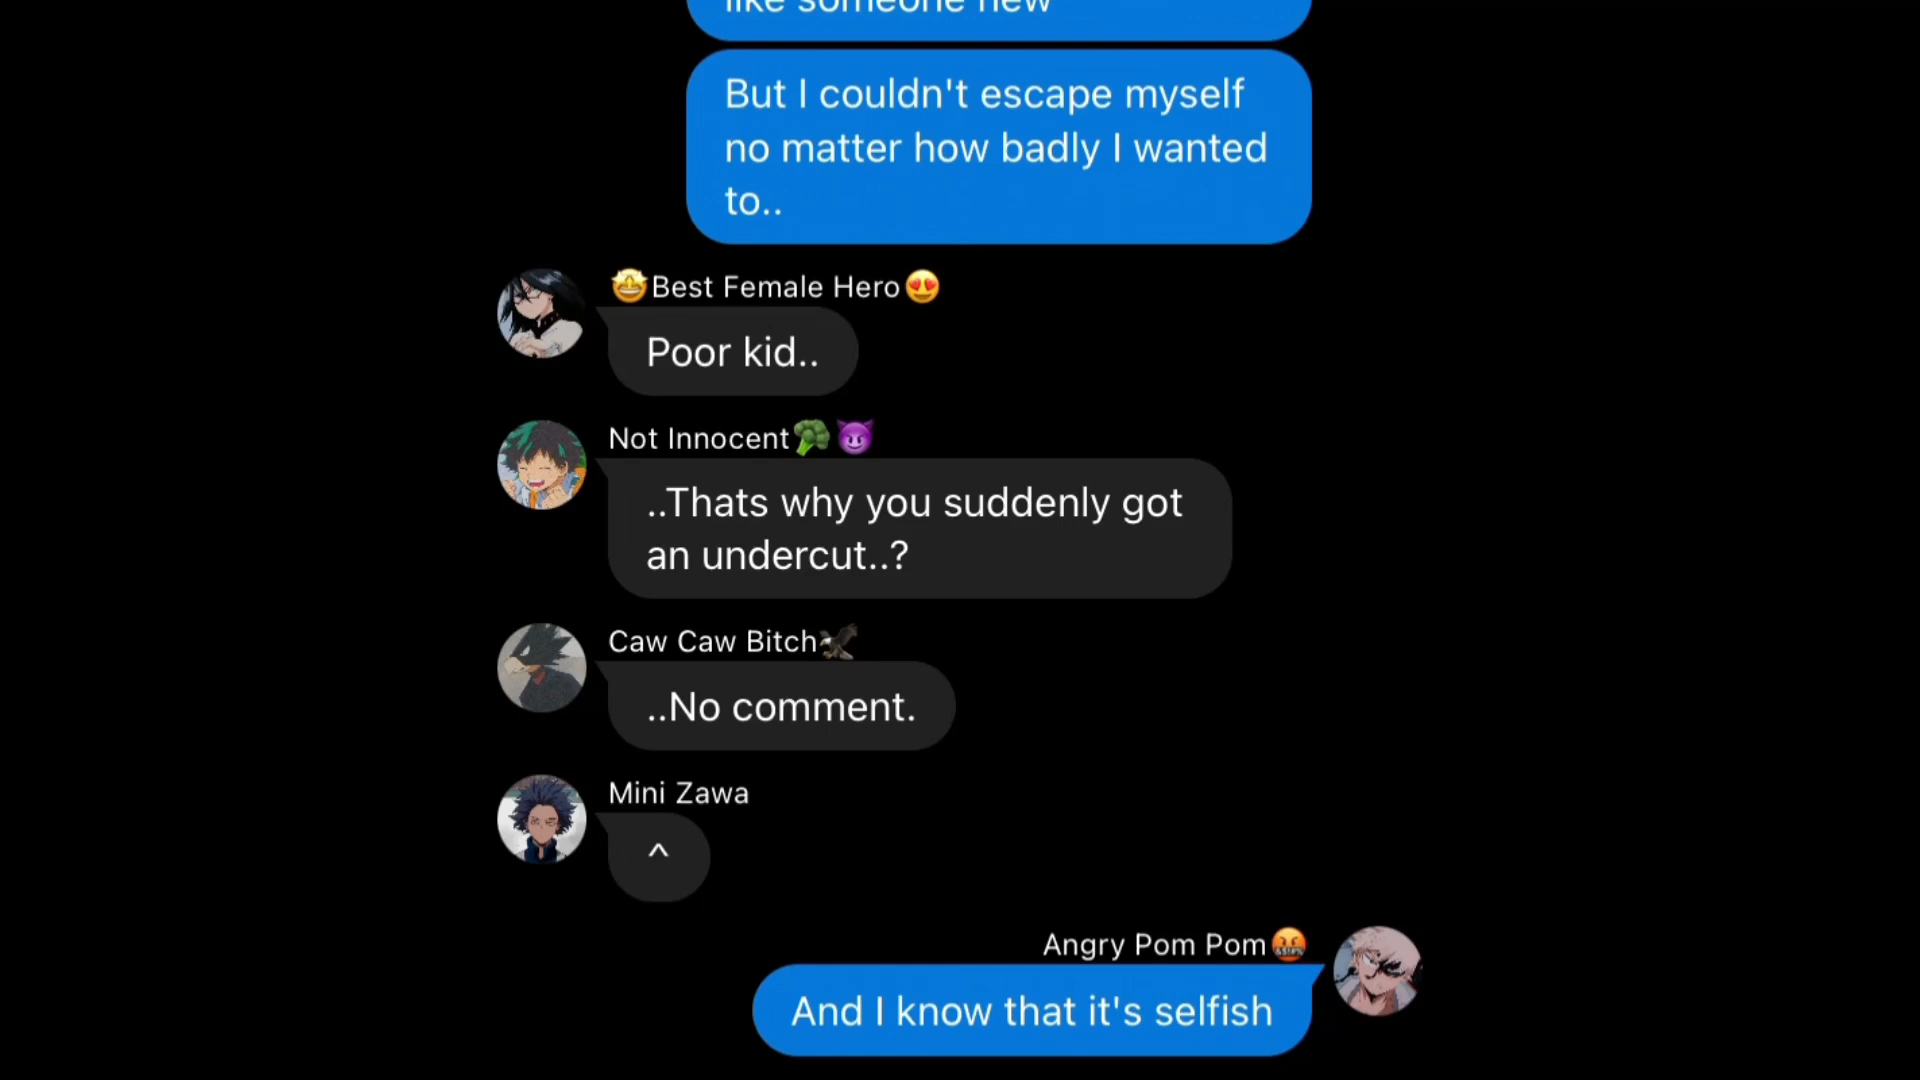 like someone new
But I couldn't escape myself
no matter how badly I wanted
to..
🤩Best Female Hero😍
Poor kid..
Not Innocent🥦😈
..Thats why you suddenly got
an undercut..?
Caw Caw Bitch🦅
..No comment.
Mini Zawa
^
Angry Pom Pom🤬
And I know that it's selfish